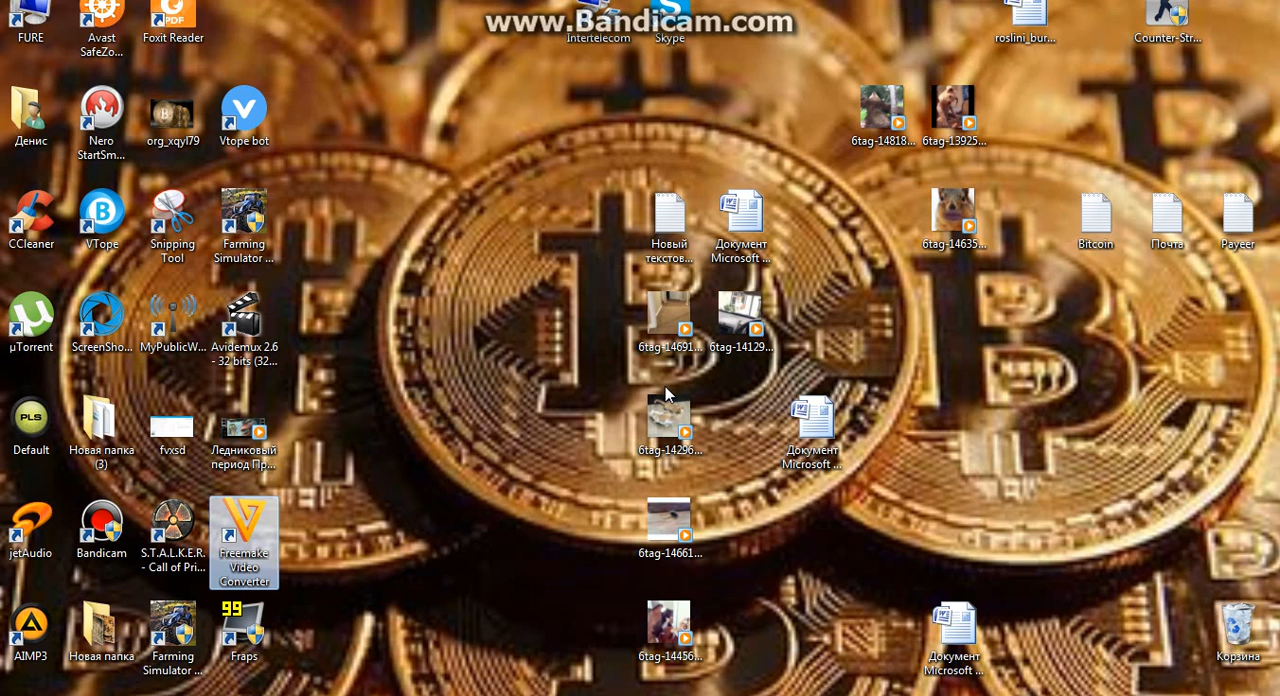 www.Bandicam.com
FURE
Avast
SafeZo...
Foxit Reader
PDF
Intertelecom
Skype
roslini_bur...
Counter-Str...
Денис
Nero
StartSm...
org_xqyl79
Vtope bot
6tag-14818...
6tag-13925...
CCleaner
VTope
Snipping
Tool
Farming
Simulator ...
Новый
текстов...
Документ
Microsoft ...
6tag-14635...
Bitcoin
Почта
Payeer
µTorrent
ScreenSho...
MyPublicW...
Avidemux 2.6
- 32 bits (32...
6tag-14691...
6tag-14129...
PLS
Default
Новая папка
(3)
fvxsd
Ледниковый
период Пр...
6tag-14296...
Документ
Microsoft ...
jetAudio
Bandicam
S.T.A.L.K.E.R.
- Call of Pri...
Freemake
Video
Converter
6tag-14661...
99
AIMP3
Новая папка
Farming
Simulator ...
Fraps
6tag-14456...
Документ
Microsoft ...
Корзина